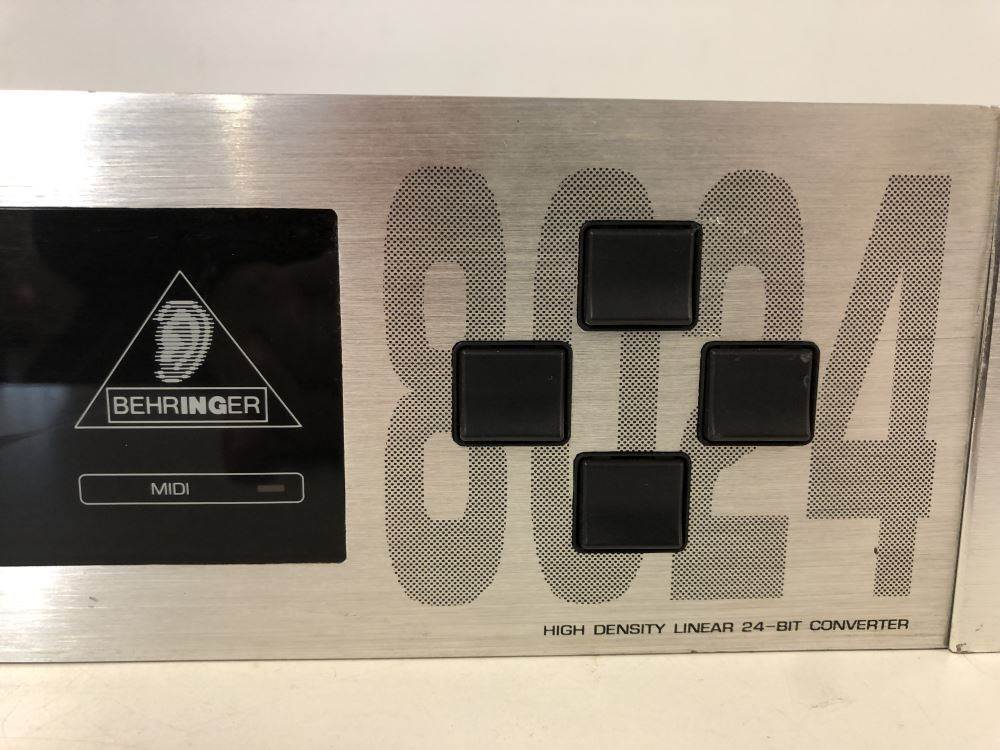 8024
BEHRINGER
MIDI
HIGH DENSITY LINEAR 24-BIT CONVERTER